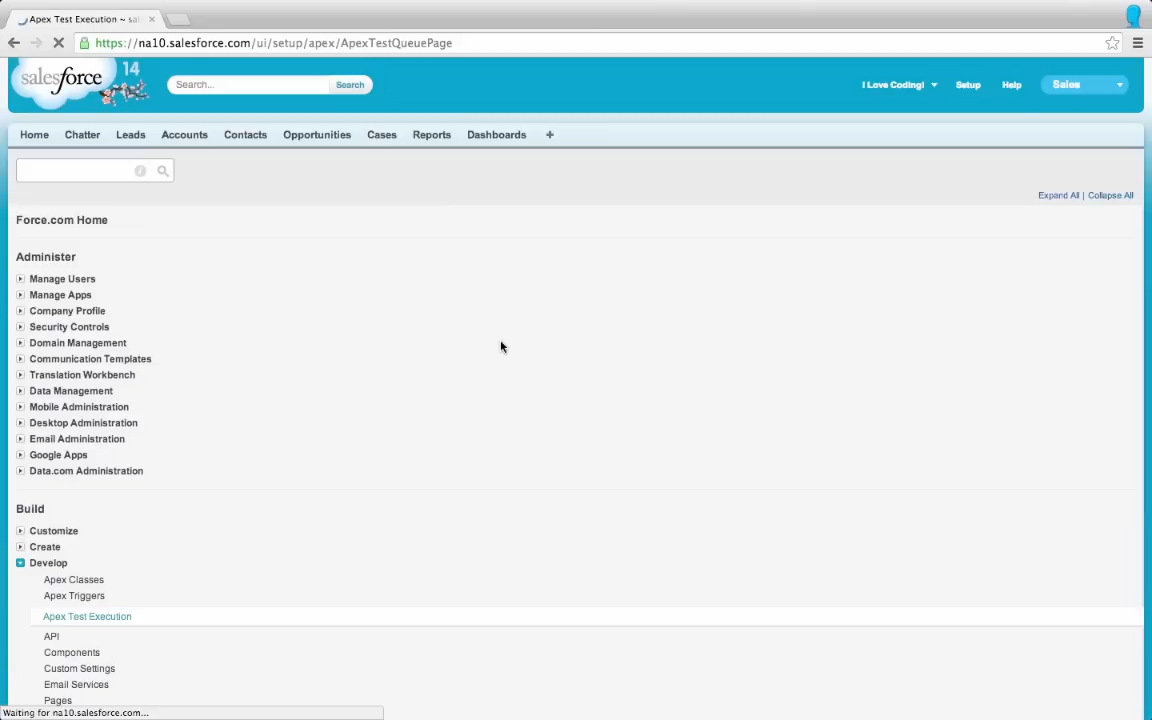 Apex Test Execution ~ sa
https://na10.salesforce.com/ui/setup/apex/ApexTestQueuePage
salesforce 14
Search... Search
I Love Coding! Setup Help Sales
Home Chatter Leads Accounts Contacts Opportunities Cases Reports Dashboards +
Expand All | Collapse All
Force.com Home
Administer
Manage Users
Manage Apps
Company Profile
Security Controls
Domain Management
Communication Templates
Translation Workbench
Data Management
Mobile Administration
Desktop Administration
Email Administration
Google Apps
Data.com Administration
Build
Customize
Create
Develop
Apex Classes
Apex Triggers
Apex Test Execution
API
Components
Custom Settings
Email Services
Pages
Waiting for na10.salesforce.com...